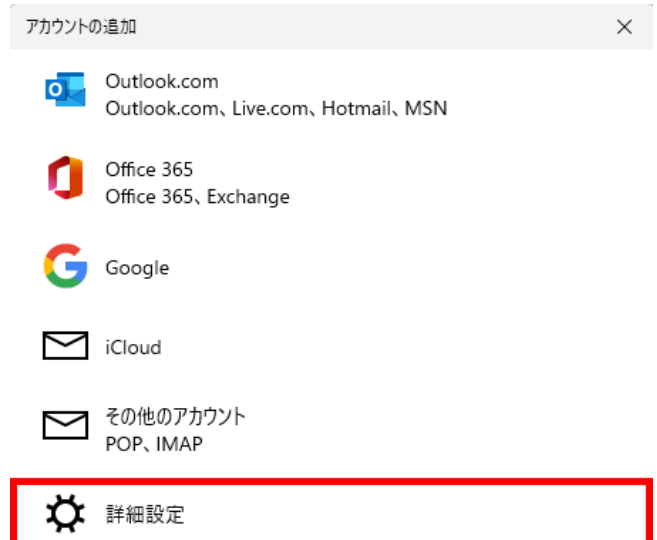 アカウントの追加
Outlook.com
Outlook.com、Live.com、Hotmail、MSN
Office 365
Office 365、Exchange
Google
iCloud
その他のアカウント
POP、IMAP
詳細設定